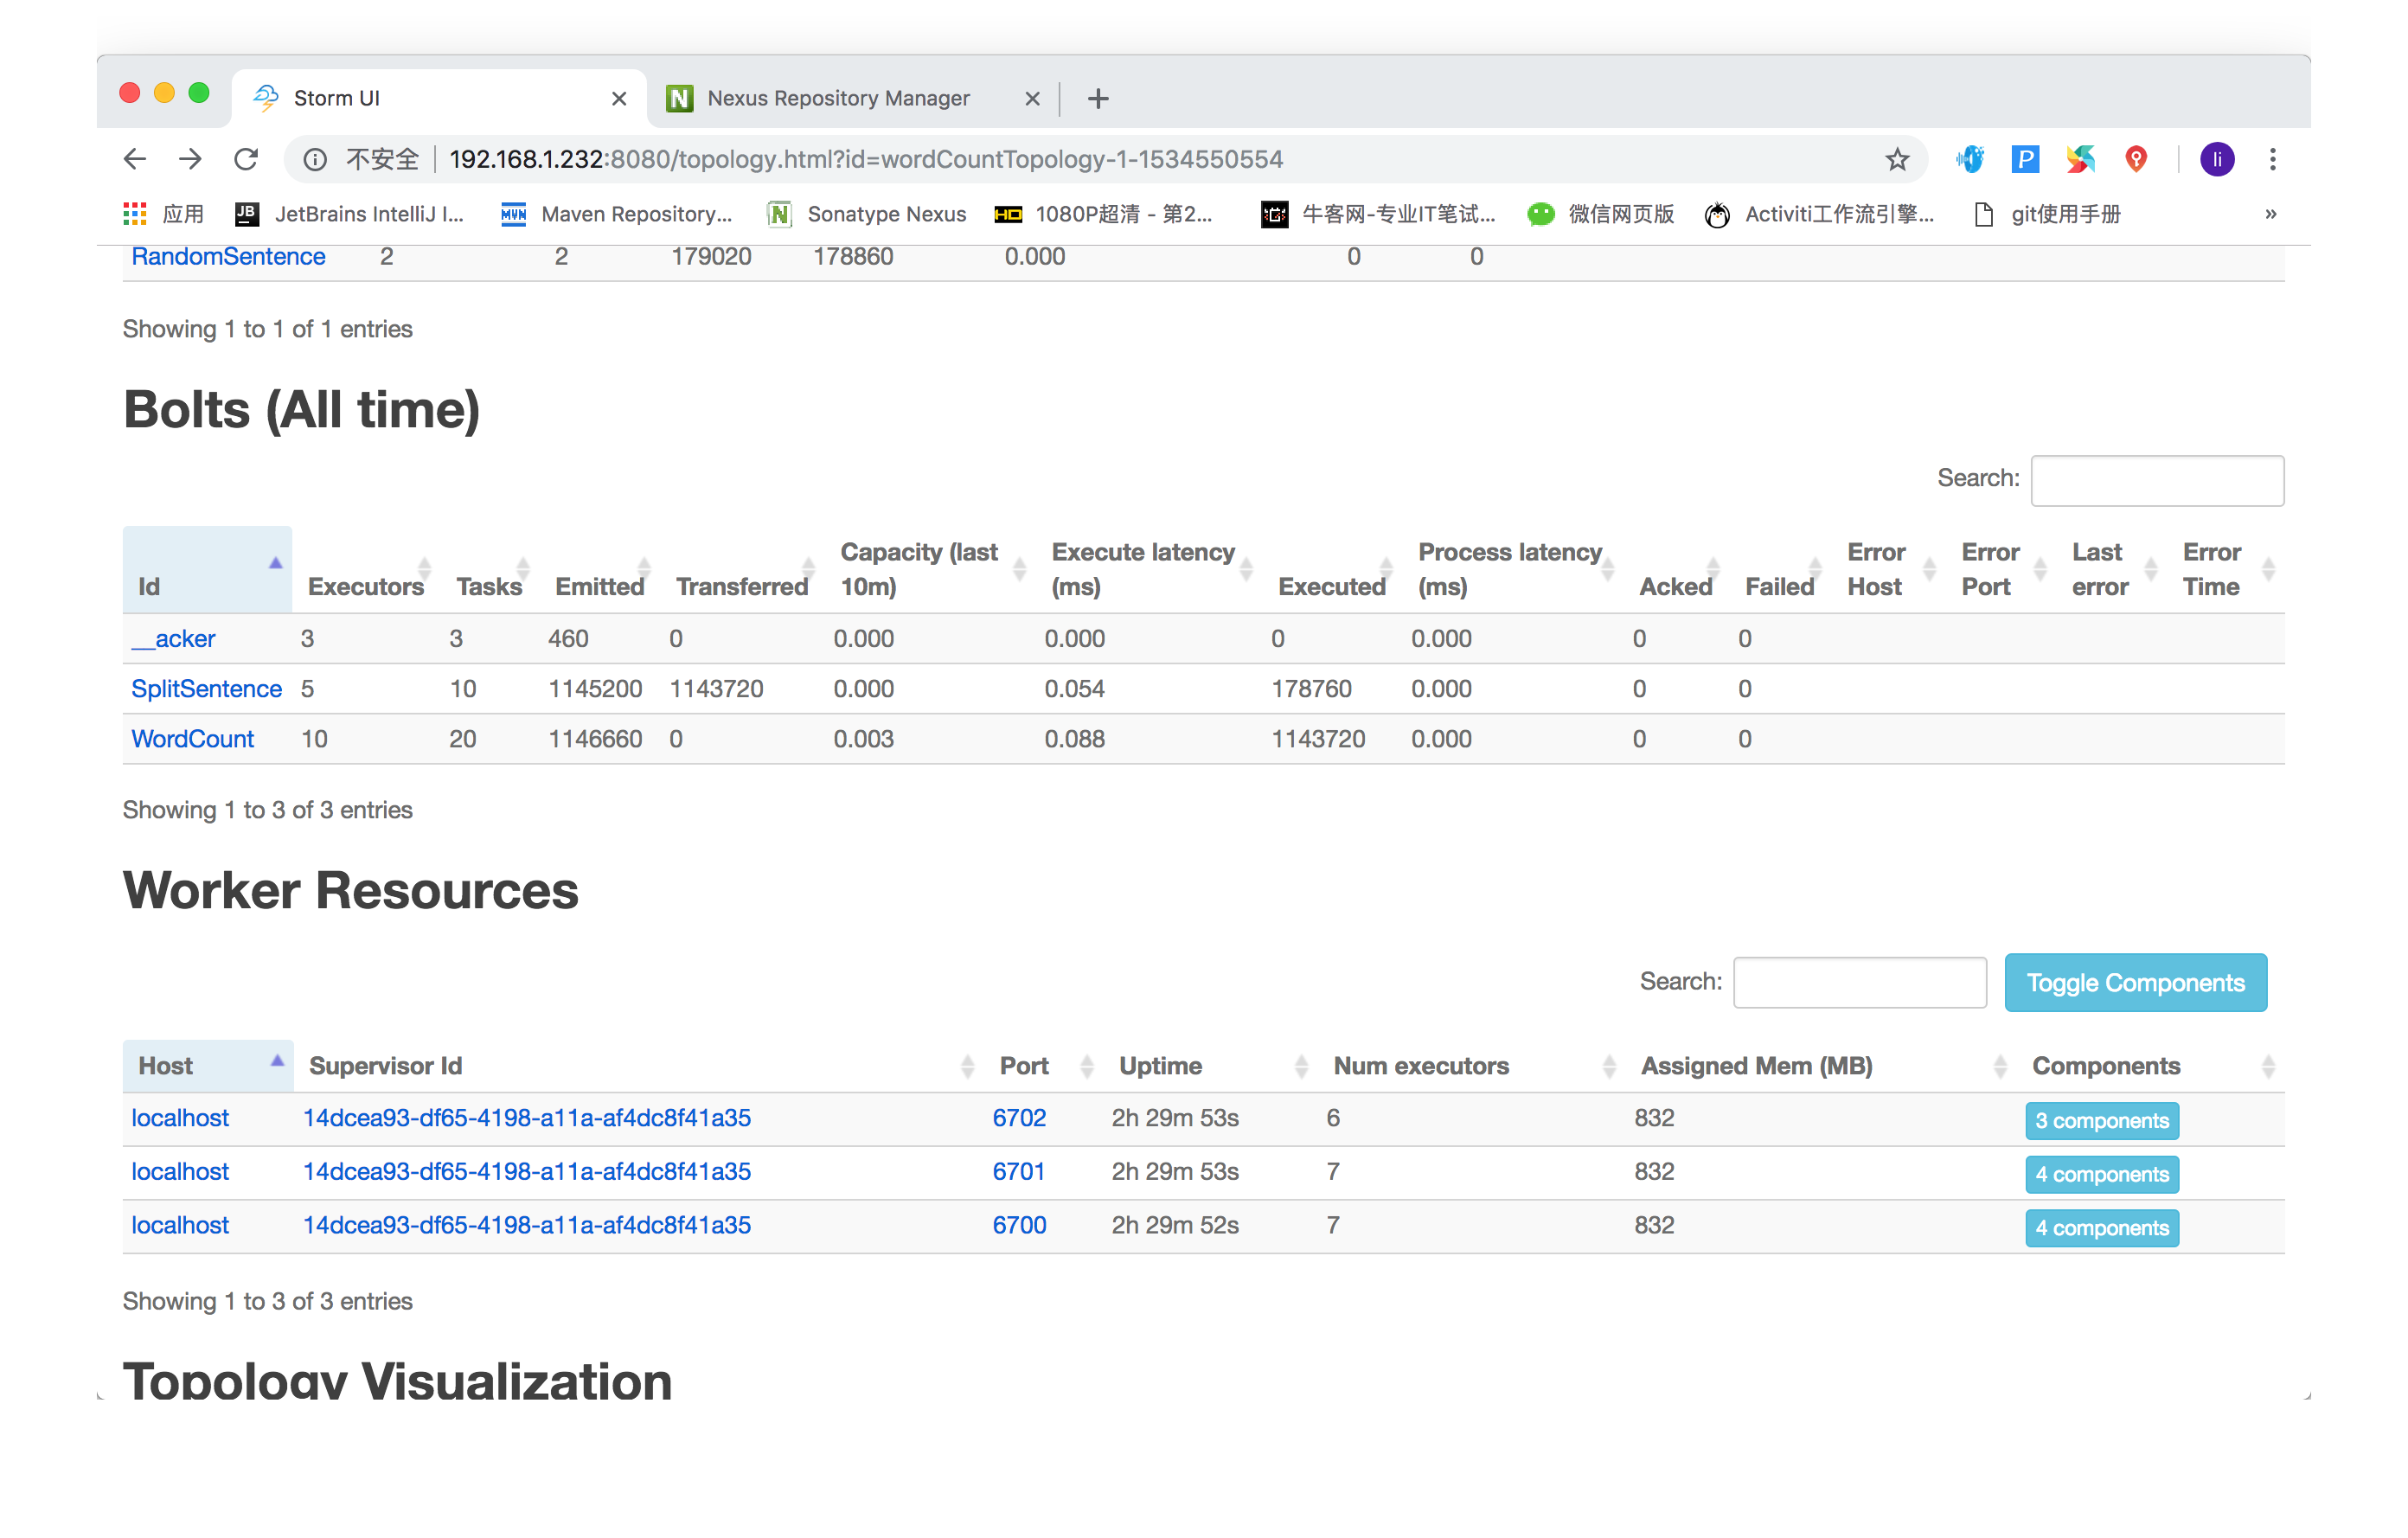 Storm UI
Nexus Repository Manager
不安全 192.168.1.232:8080/topology.html?id=wordCountTopology-1-1534550554
应用 JetBrains IntelliJ I... Maven Repository... Sonatype Nexus 1080P超清 - 第2... 牛客网-专业IT笔试... 微信网页版 Activiti工作流引擎... git使用手册 »
RandomSentence 2 2 179020 178860 0.000 0 0
Showing 1 to 1 of 1 entries
Bolts (All time)
Search:
Id Executors Tasks Emitted Transferred Capacity (last 10m) Execute latency (ms) Executed Process latency (ms) Acked Failed Error Host Error Port Last error Error Time
__acker 3 3 460 0 0.000 0.000 0 0.000 0 0
SplitSentence 5 10 1145200 1143720 0.000 0.054 178760 0.000 0 0
WordCount 10 20 1146660 0 0.003 0.088 1143720 0.000 0 0
Showing 1 to 3 of 3 entries
Worker Resources
Search: Toggle Components
Host Supervisor Id Port Uptime Num executors Assigned Mem (MB) Components
localhost 14dcea93-df65-4198-a11a-af4dc8f41a35 6702 2h 29m 53s 6 832 3 components
localhost 14dcea93-df65-4198-a11a-af4dc8f41a35 6701 2h 29m 53s 7 832 4 components
localhost 14dcea93-df65-4198-a11a-af4dc8f41a35 6700 2h 29m 52s 7 832 4 components
Showing 1 to 3 of 3 entries
Topology Visualization